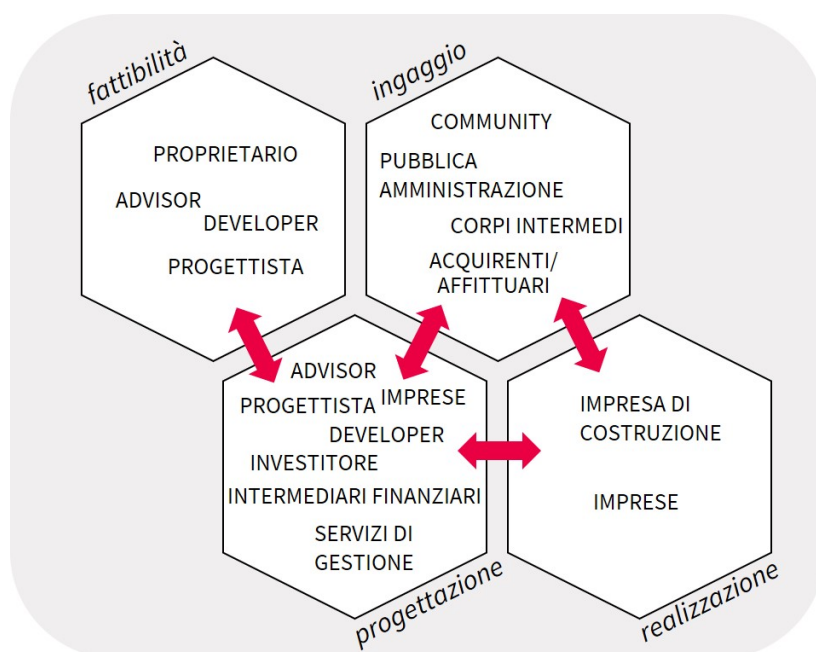 fattibilità
PROPRIETARIO
ADVISOR
DEVELOPER
PROGETTISTA
ingaggio
COMMUNITY
PUBBLICA
AMMINISTRAZIONE
CORPI INTERMEDI
ACQUIRENTI/
AFFITTUARI
ADVISOR
PROGETTISTA
IMPRESE
DEVELOPER
INVESTITORE
INTERMEDIARI FINANZIARI
SERVIZI DI
GESTIONE
progettazione
IMPRESA DI
COSTRUZIONE
IMPRESE
realizzazione